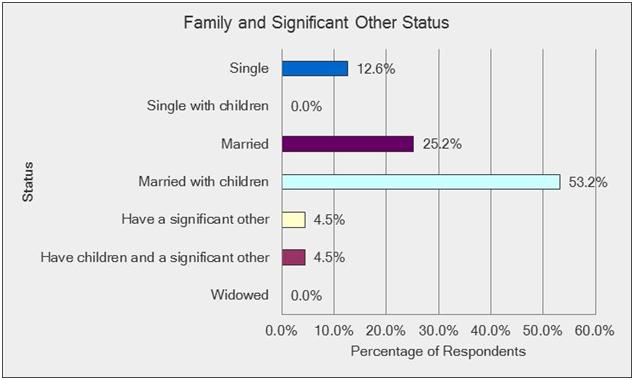 Family and Significant Other Status
Status
Single 12.6%
Single with children 0.0%
Married 25.2%
Married with children 53.2%
Have a significant other 4.5%
Have children and a significant other 4.5%
Widowed 0.0%
0.0% 10.0% 20.0% 30.0% 40.0% 50.0% 60.0%
Percentage of Respondents